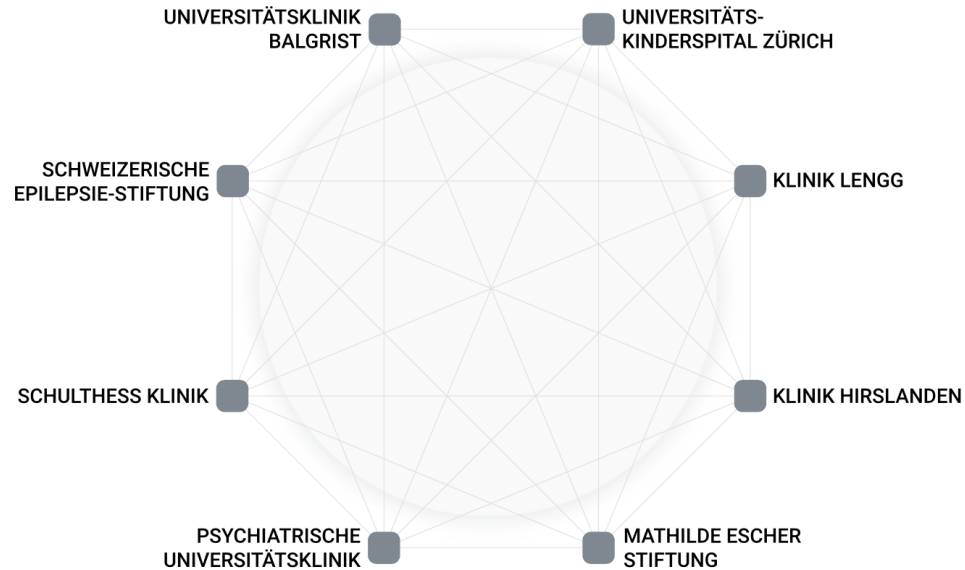 UNIVERSITÄTSKLINIK
BALGRIST
UNIVERSITÄTS-
KINDERSPITAL ZÜRICH
SCHWEIZERISCHE
EPILEPSIE-STIFTUNG
KLINIK LENGG
SCHULTHESS KLINIK
KLINIK HIRSLANDEN
PSYCHIATRISCHE
UNIVERSITÄTSKLINIK
MATHILDE ESCHER
STIFTUNG